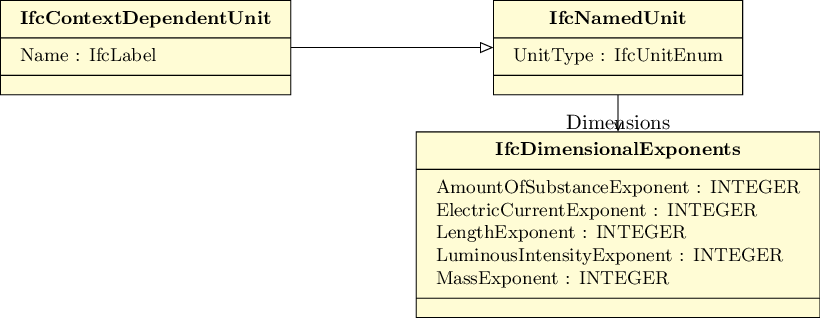 IfcContextDependentUnit
Name : IfcLabel
IfcNamedUnit
UnitType : IfcUnitEnum
Dimensions
IfcDimensionalExponents
AmountOfSubstanceExponent : INTEGER
ElectricCurrentExponent : INTEGER
LengthExponent : INTEGER
LuminousIntensityExponent : INTEGER
MassExponent : INTEGER